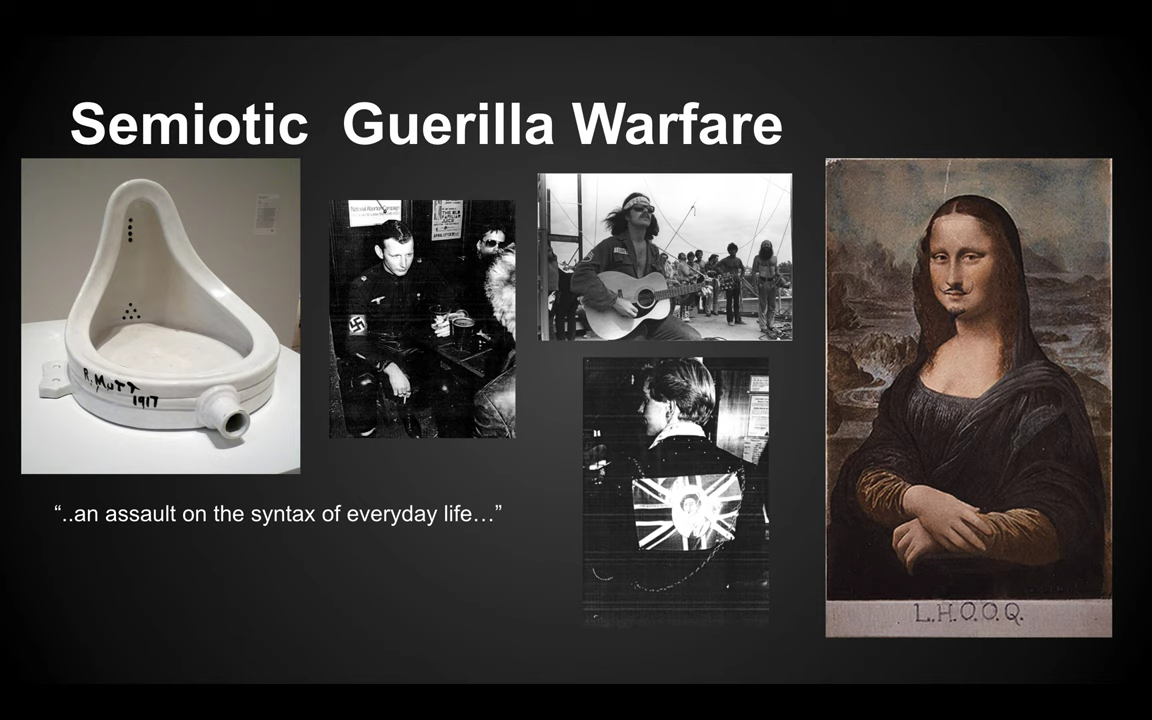 Semiotic  Guerilla Warfare
R. MUTT
1917
“..an assault on the syntax of everyday life…”
L.H.O.O.Q.